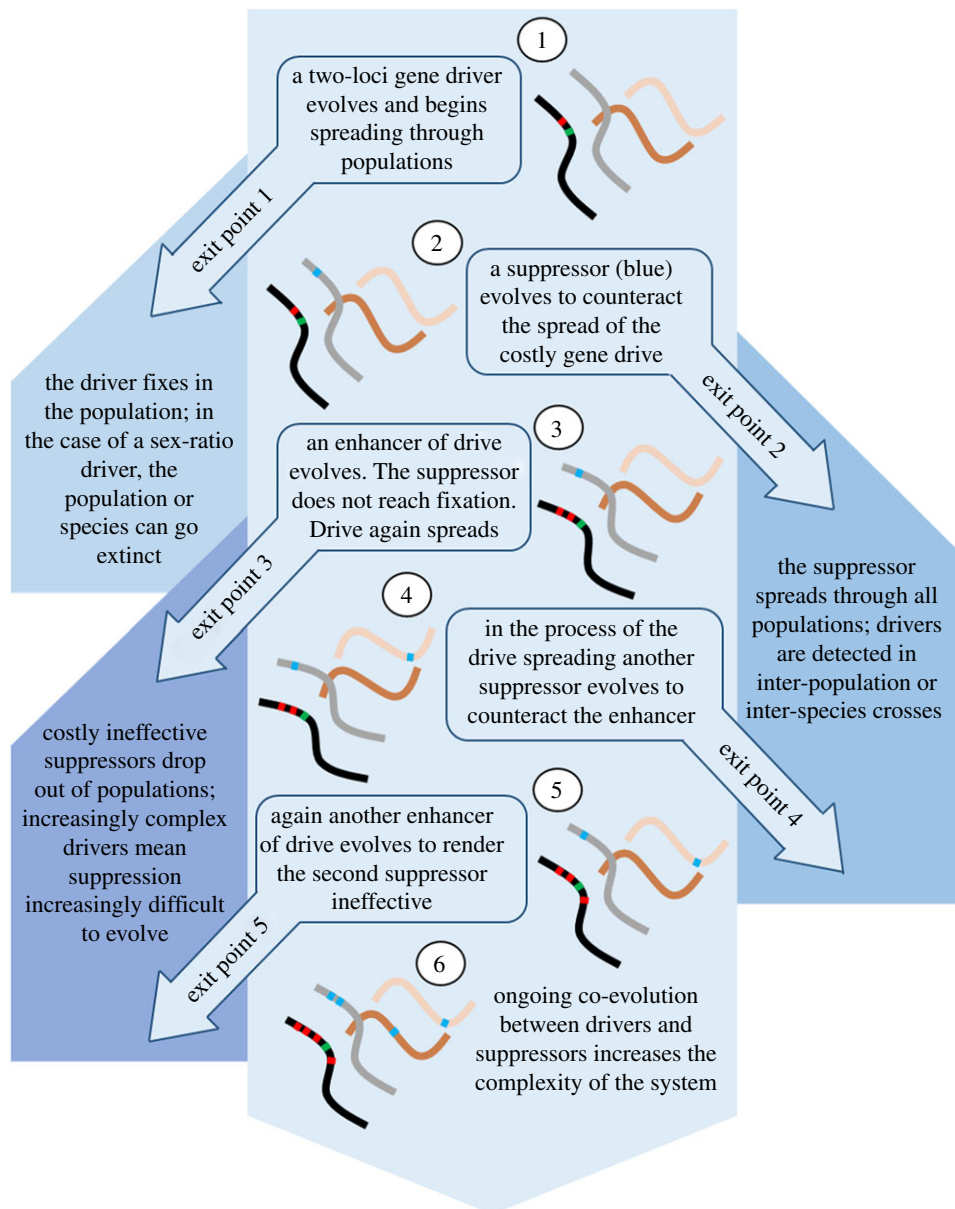 1
a two-loci gene driver
evolves and begins
spreading through
populations
exit point 1
the driver fixes in
the population; in
the case of a sex-ratio
driver, the
population or
species can go
extinct
2
a suppressor (blue)
evolves to counteract
the spread of the
costly gene drive
exit point 2
the suppressor
spreads through all
populations; drivers
are detected in
inter-population or
inter-species crosses
3
an enhancer of drive
evolves. The suppressor
does not reach fixation.
Drive again spreads
exit point 3
costly ineffective
suppressors drop
out of populations;
increasingly complex
drivers mean
suppression
increasingly difficult
to evolve
4
in the process of the
drive spreading another
suppressor evolves to
counteract the enhancer
exit point 4
5
again another enhancer
of drive evolves to render
the second suppressor
ineffective
exit point 5
6
ongoing co-evolution
between drivers and
suppressors increases the
complexity of the system